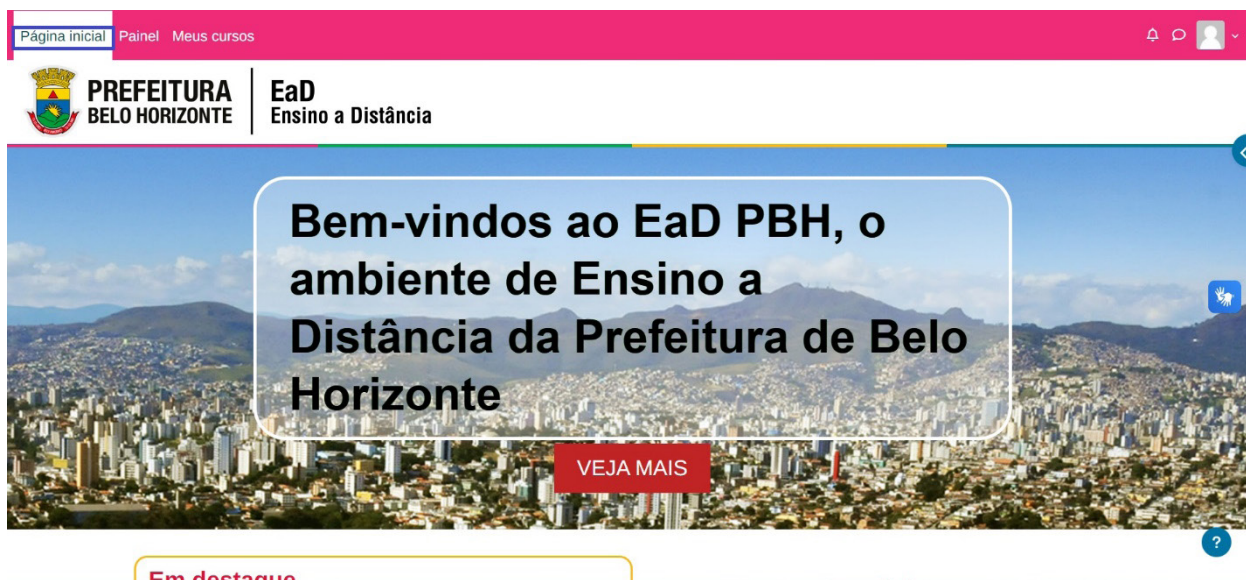 Página inicial Painel Meus cursos
PREFEITURA
BELO HORIZONTE
EaD
Ensino a Distância
Bem-vindos ao EaD PBH, o
ambiente de Ensino a
Distância da Prefeitura de Belo
Horizonte
VEJA MAIS
?
Em destaque